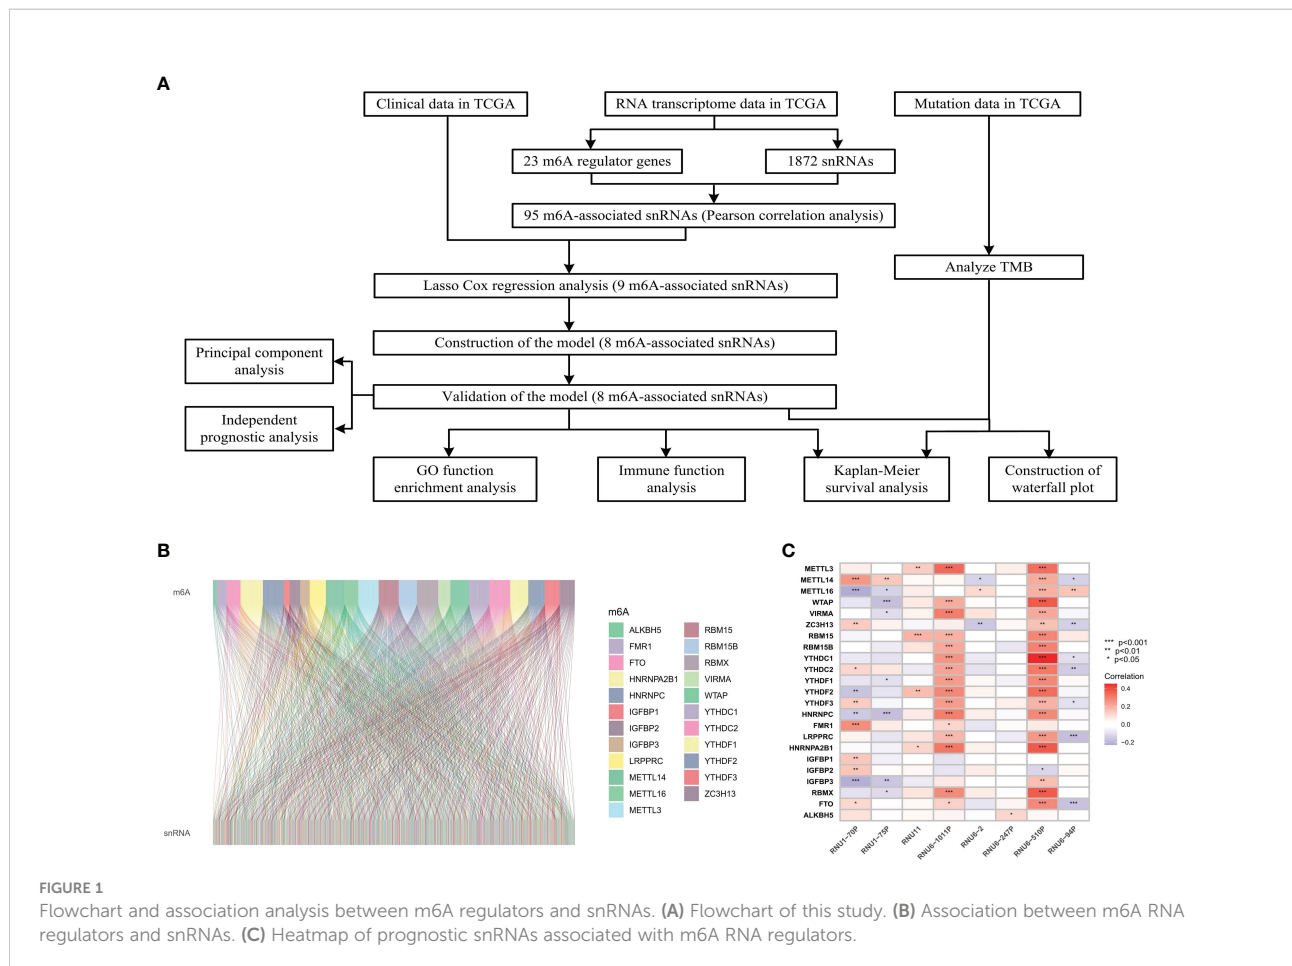 A
Clinical data in TCGA
RNA transcriptome data in TCGA
Mutation data in TCGA
23 m6A regulator genes
1872 snRNAs
95 m6A-associated snRNAs (Pearson correlation analysis)
Analyze TMB
Lasso Cox regression analysis (9 m6A-associated snRNAs)
Construction of the model (8 m6A-associated snRNAs)
Principal component
analysis
Validation of the model (8 m6A-associated snRNAs)
Independent
prognostic analysis
GO function
enrichment analysis
Immune function
analysis
Kaplan-Meier
survival analysis
Construction of
waterfall plot
B
m6A
snRNA
m6A
ALKBH5
FMR1
FTO
HNRNPA2B1
HNRNPC
IGFBP1
IGFBP2
IGFBP3
LRPPRC
METTL14
METTL16
METTL3
RBM15
RBM15B
RBMX
VIRMA
WTAP
YTHDC1
YTHDC2
YTHDF1
YTHDF2
YTHDF3
ZC3H13
C
METTL3 ** *** ***
METTL14 *** ** * *** *
METTL16 *** * * *** **
WTAP *** *** ***
VIRMA * *** ***
ZC3H13 ** ** ** **
RBM15 *** *** ***
RBM15B *** ***
YTHDC1 *** *** *
YTHDC2 * *** *** **
YTHDF1 * *** ***
YTHDF2 ** ** *** ***
YTHDF3 ** *** *** *
HNRNPC ** *** *** ***
FMR1 *** *
LRPPRC *** *** ***
HNRNPA2B1 * *** ***
IGFBP1 **
IGFBP2 ** *
IGFBP3 *** ** **
RBMX * *** ***
FTO * * *** ***
ALKBH5 *
RNU1-70P
RNU1-75P
RNU11
RNU6-1011P
RNU6-2
RNU6-247P
RNU6-510P
RNU6-94P
*** p<0.001
** p<0.01
* p<0.05
Correlation
0.4
0.2
0.0
-0.2
FIGURE 1
Flowchart and association analysis between m6A regulators and snRNAs. (A) Flowchart of this study. (B) Association between m6A RNA
regulators and snRNAs. (C) Heatmap of prognostic snRNAs associated with m6A RNA regulators.